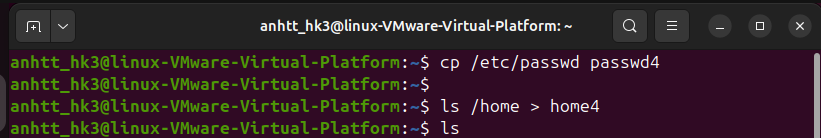 anhtt_hk3@linux-VMware-Virtual-Platform: ~
anhtt_hk3@linux-VMware-Virtual-Platform:~$ cp /etc/passwd passwd4
anhtt_hk3@linux-VMware-Virtual-Platform:~$
anhtt_hk3@linux-VMware-Virtual-Platform:~$ ls /home > home4
anhtt_hk3@linux-VMware-Virtual-Platform:~$ ls